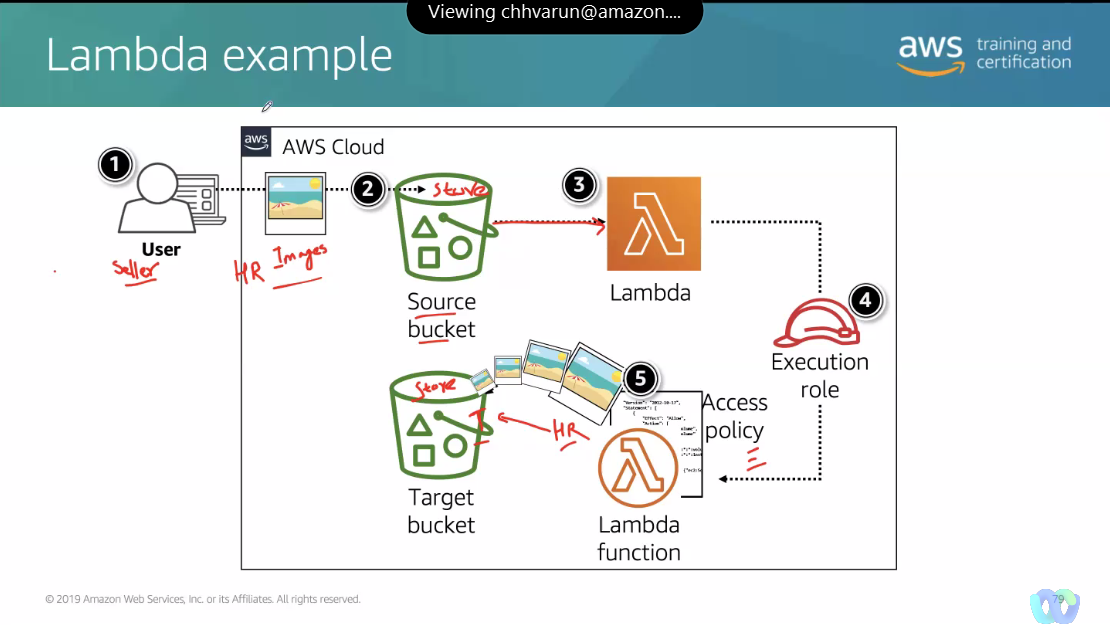 Viewing chhvarun@amazon....
Lambda example
aws training and
certification
aws
AWS Cloud
1
2
store
3
User
Seller
HR Images
Source
bucket
Lambda
4
Execution
role
5
store
HR
I
"Version": "2012-10-17",
"Statement": [
{
"Effect": "Allow",
"Action": [
Access
policy
Target
bucket
Lambda
function
© 2019 Amazon Web Services, Inc. or its Affiliates. All rights reserved.
79